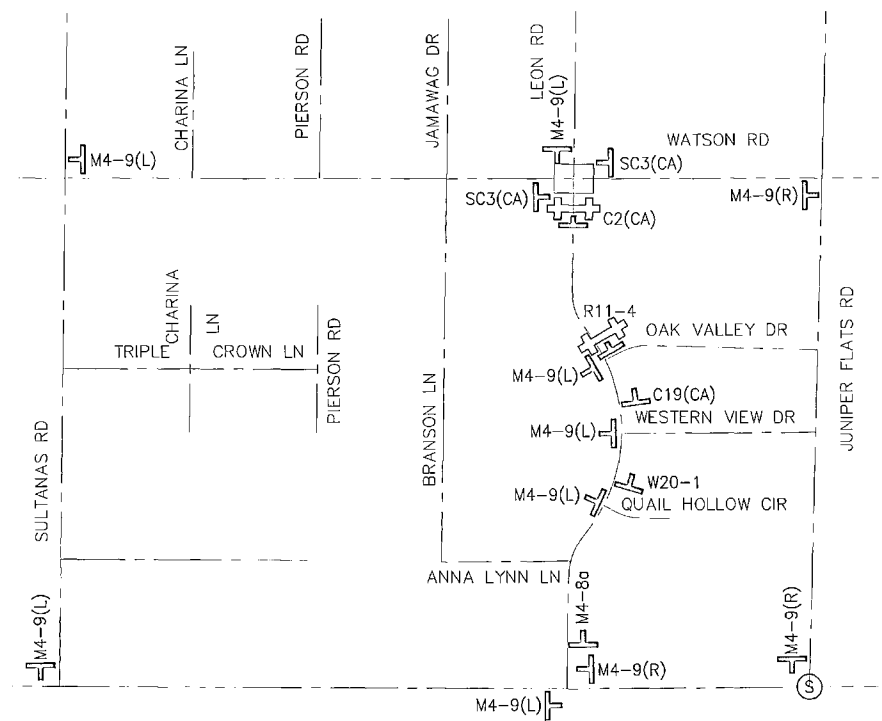 CHARINA LN
PIERSON RD
JAMAWAG DR
LEON RD
M4-9(L)
WATSON RD
M4-9(L)
SC3(CA)
SC3(CA)
M4-9(R)
C2(CA)
CHARINA
LN
R11-4
OAK VALLEY DR
TRIPLE CROWN LN
PIERSON RD
M4-9(L)
C19(CA)
JUNIPER FLATS RD
WESTERN VIEW DR
M4-9(L)
BRANSON LN
SULTANAS RD
W20-1
M4-9(L)
QUAIL HOLLOW CIR
ANNA LYNN LN
M4-8a
M4-9(L)
M4-9(R)
M4-9(R)
S
M4-9(L)